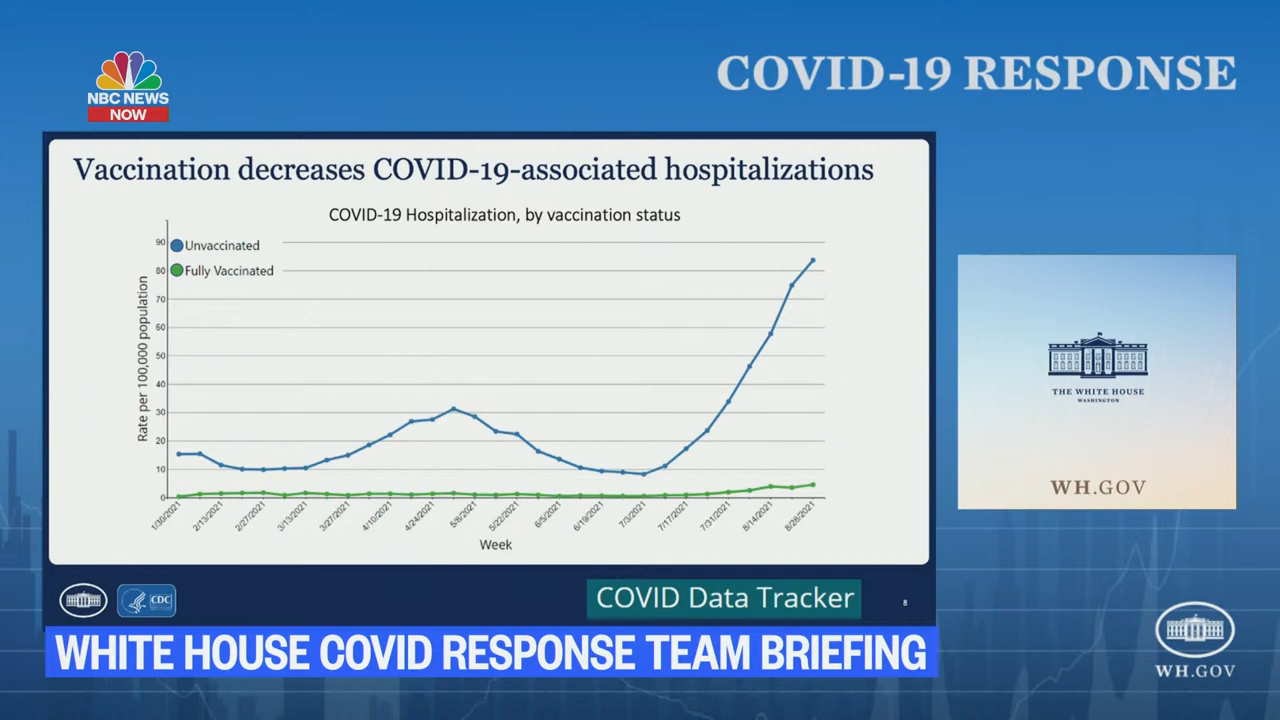 NBC NEWS
NOW
COVID-19 RESPONSE
Vaccination decreases COVID-19-associated hospitalizations
COVID-19 Hospitalization, by vaccination status
Unvaccinated
Fully Vaccinated
Rate per 100,000 population
90
80
70
60
50
40
30
20
10
0
1/30/2021
2/13/2021
2/27/2021
3/13/2021
3/27/2021
4/10/2021
4/24/2021
5/8/2021
5/22/2021
6/5/2021
6/19/2021
7/3/2021
7/17/2021
7/31/2021
8/14/2021
8/28/2021
Week
THE WHITE HOUSE
WASHINGTON
WH.GOV
CDC
COVID Data Tracker
8
WHITE HOUSE COVID RESPONSE TEAM BRIEFING
WH.GOV